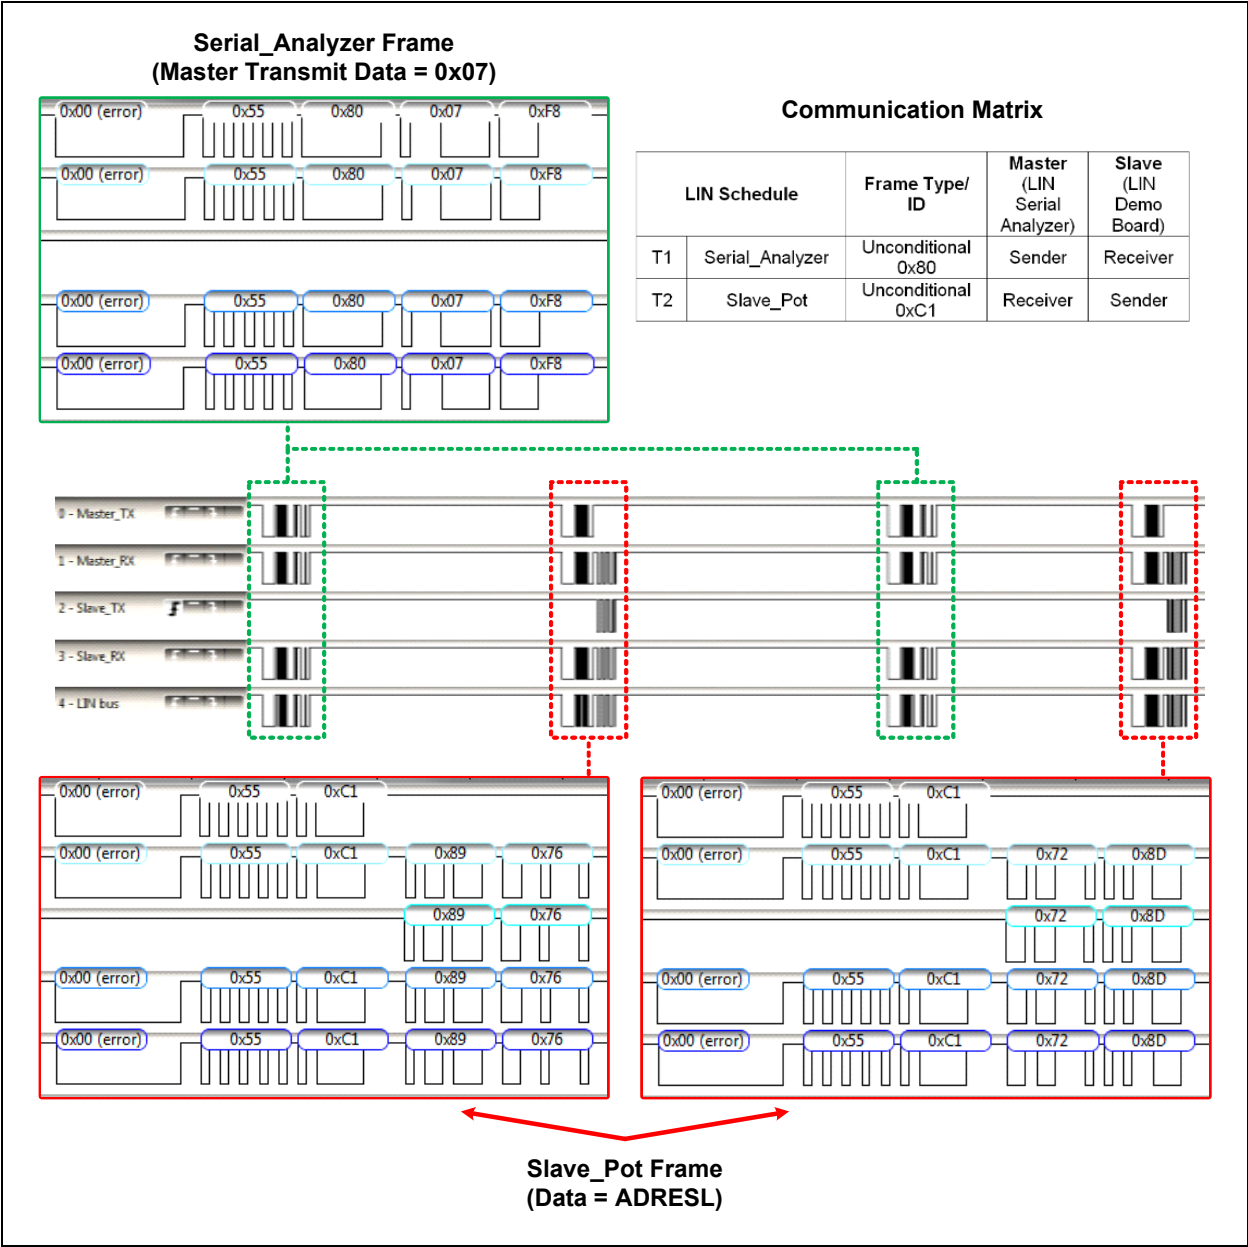 Serial_Analyzer Frame
(Master Transmit Data = 0x07)
0x00 (error) 0x55 0x80 0x07 0xF8
0x00 (error) 0x55 0x80 0x07 0xF8
0x00 (error) 0x55 0x80 0x07 0xF8
0x00 (error) 0x55 0x80 0x07 0xF8
Communication Matrix
LIN Schedule
Frame Type/
ID
Master
(LIN
Serial
Analyzer)
Slave
(LIN
Demo
Board)
T1 Serial_Analyzer Unconditional
0x80 Sender Receiver
T2 Slave_Pot Unconditional
0xC1 Receiver Sender
0 - Master_TX
1 - Master_RX
2 - Slave_TX
3 - Slave_RX
4 - LIN bus
0x00 (error) 0x55 0xC1
0x00 (error) 0x55 0xC1 0x89 0x76
0x89 0x76
0x00 (error) 0x55 0xC1 0x89 0x76
0x00 (error) 0x55 0xC1 0x89 0x76
0x00 (error) 0x55 0xC1
0x00 (error) 0x55 0xC1 0x72 0x8D
0x72 0x8D
0x00 (error) 0x55 0xC1 0x72 0x8D
0x00 (error) 0x55 0xC1 0x72 0x8D
Slave_Pot Frame
(Data = ADRESL)